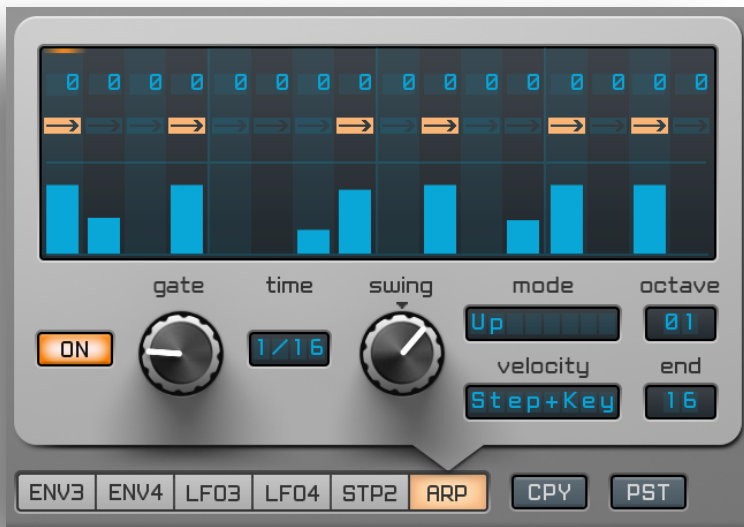 0 0 0 0 0 0 0 0 0 0 0 0 0 0 0 0
gate time swing mode octave
Up 01
ON 1/16
velocity end
Step+Key 16
ENV3 ENV4 LFO3 LFO4 STP2 ARP CPY PST